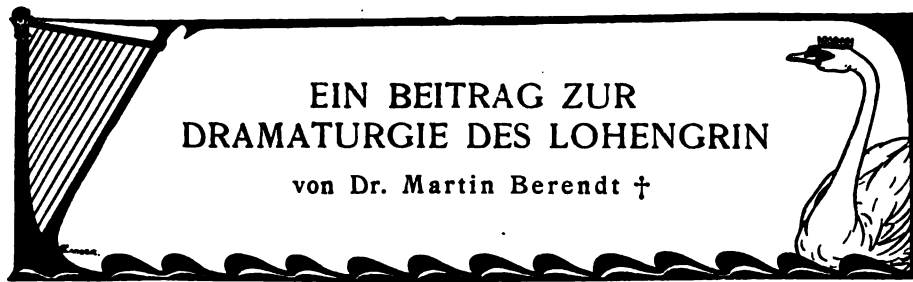 EIN BEITRAG ZUR
DRAMATURGIE DES LOHENGRIN
von Dr. Martin Berendt †